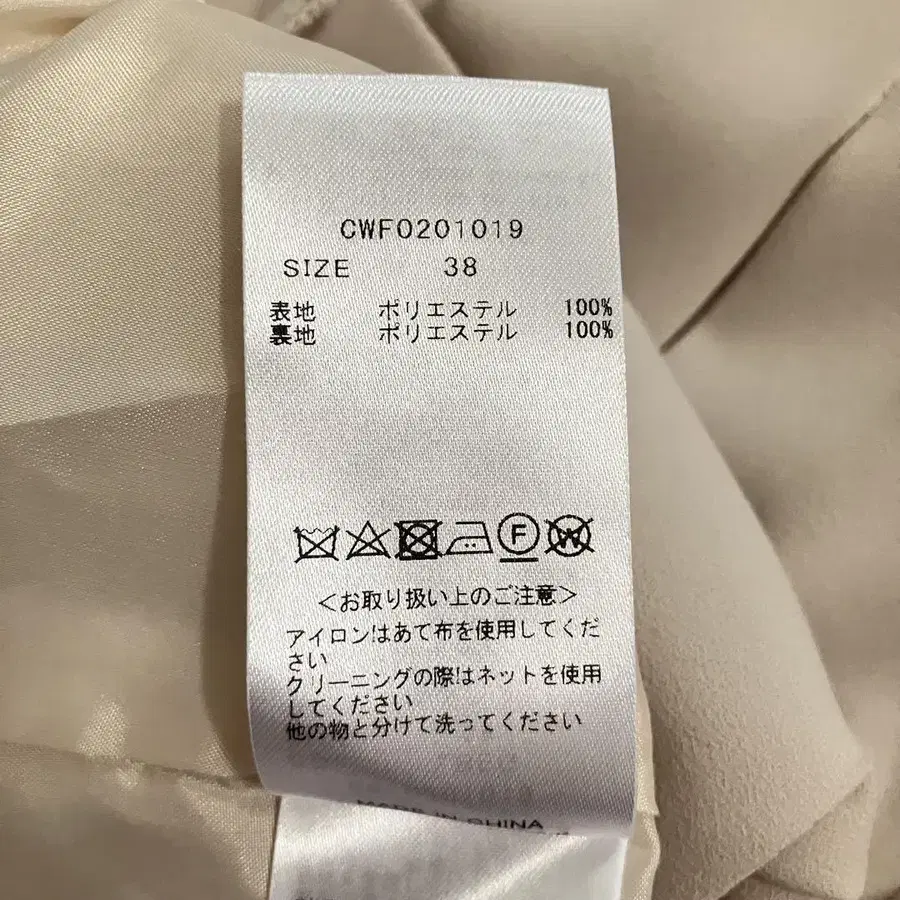 CWF0201019
SIZE 38
表地 ポリエステル 100%
裏地 ポリエステル 100%
F W
<お取り扱い上のご注意>
アイロンはあて布を使用してくだ
さい
クリーニングの際はネットを使用
してください
他の物と分けて洗ってください
MADE IN CHINA